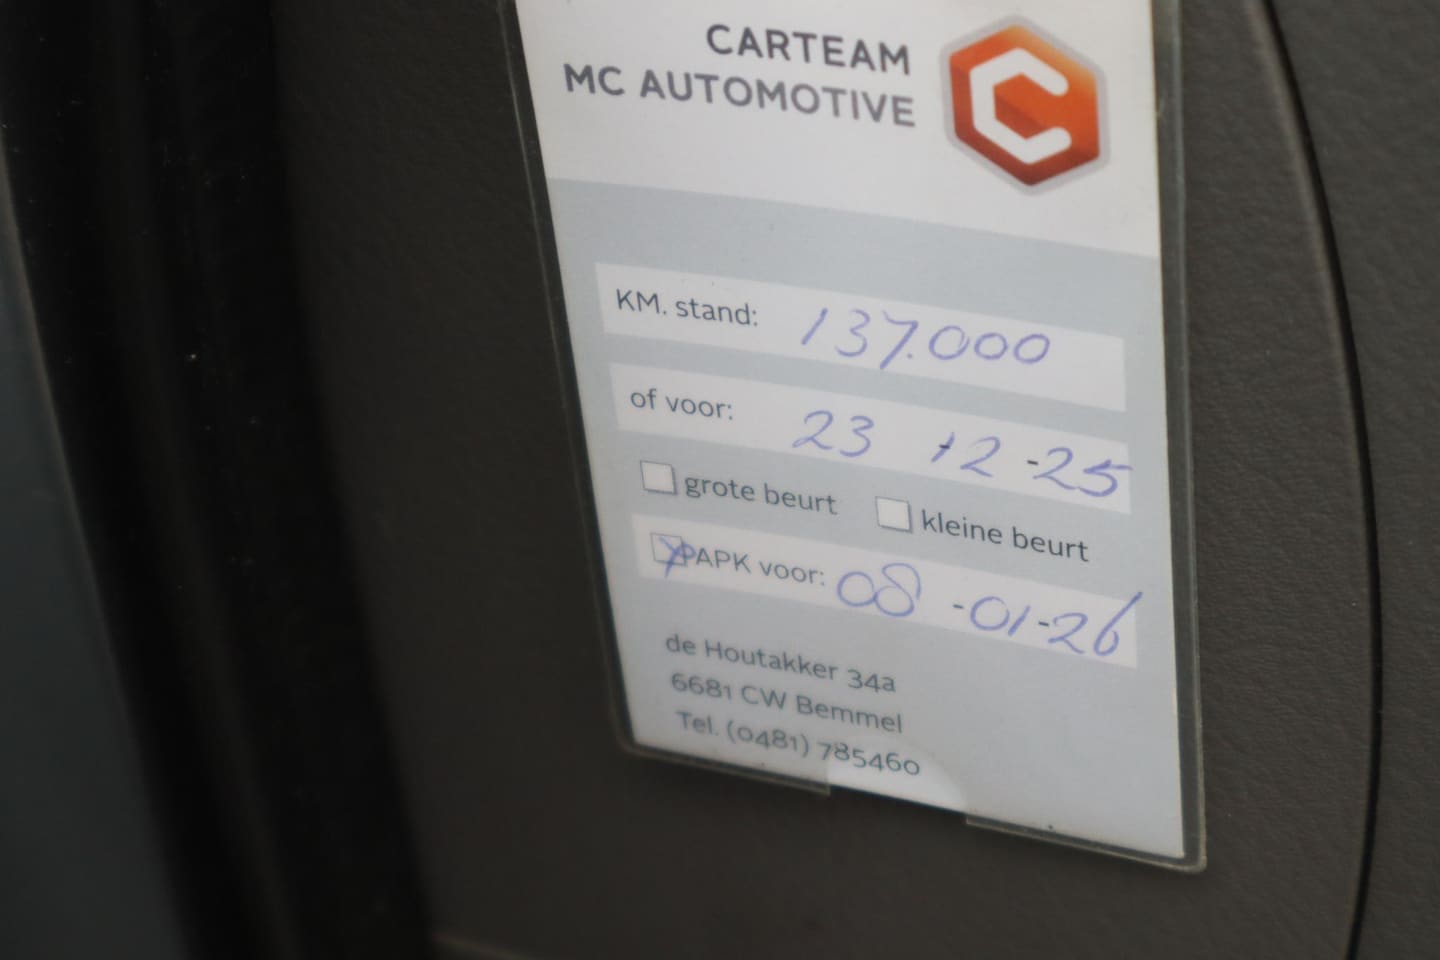 CARTEAM
MC AUTOMOTIVE
KM. stand: 137.000
of voor: 23 12-25
grote beurt kleine beurt
APK voor: 08-01-26
de Houtakker 34a
6681 CW Bemmel
Tel. (0481) 785460